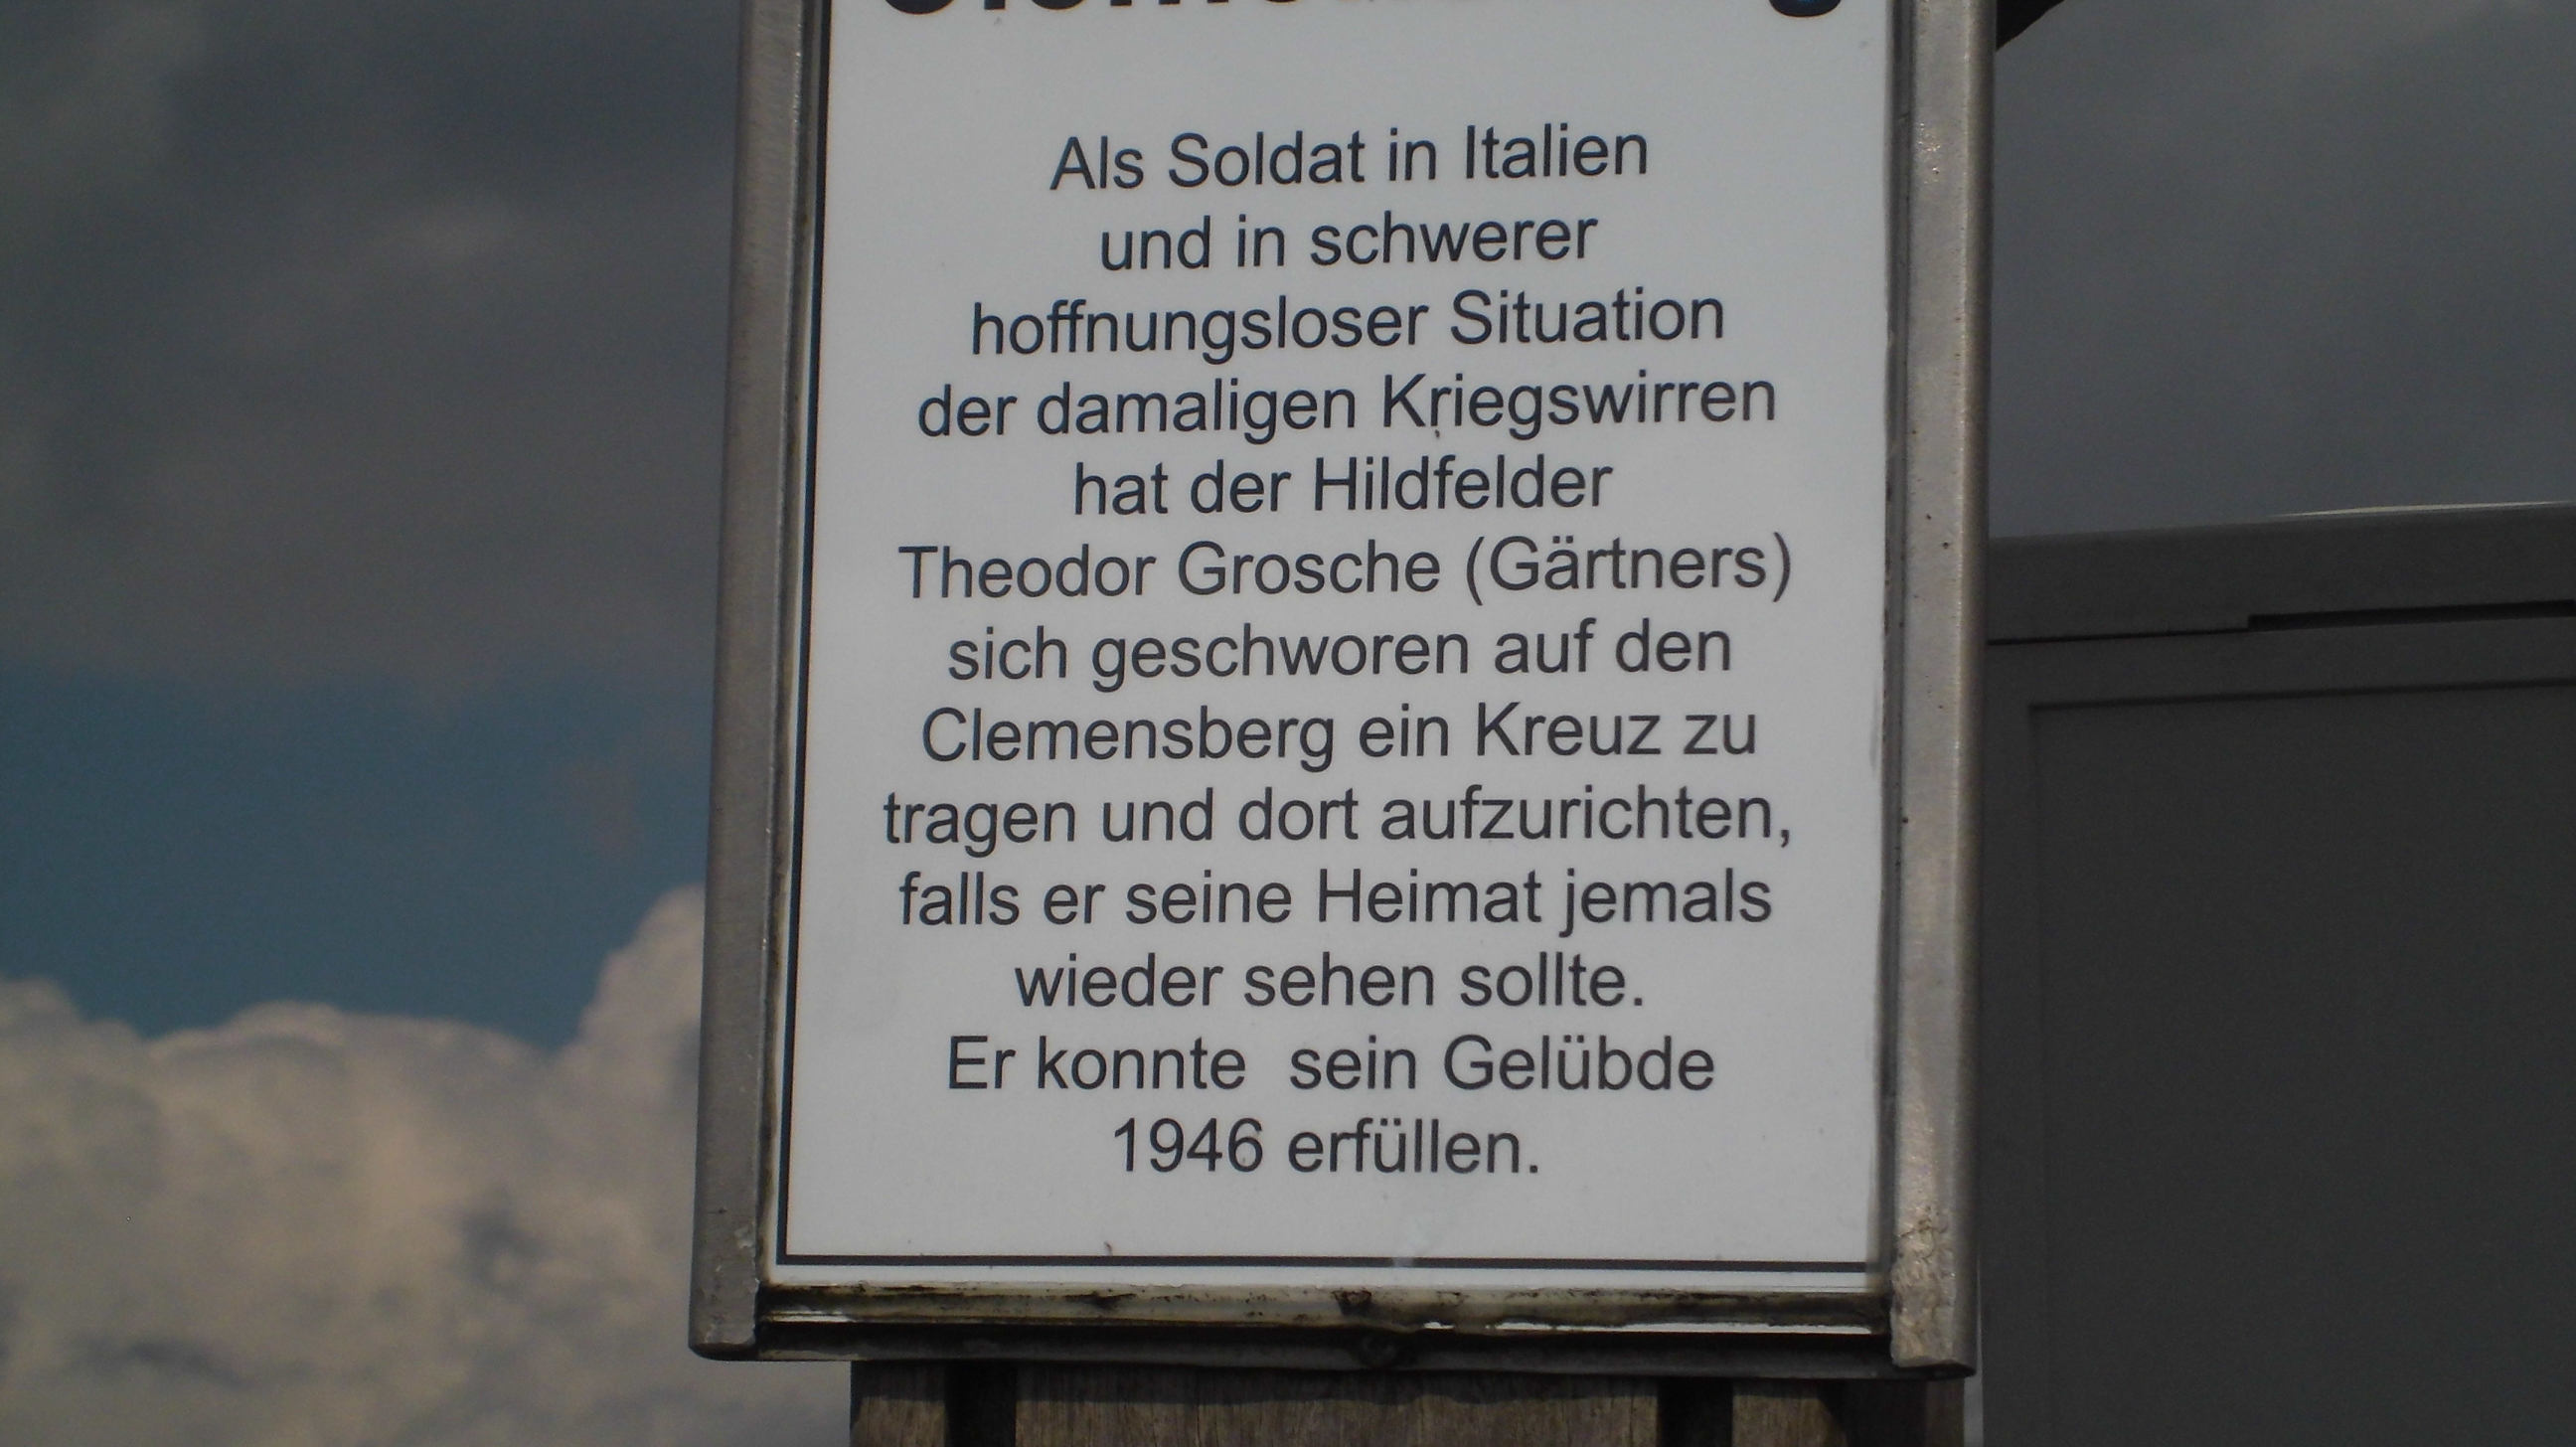 Als Soldat in Italien
und in schwerer
hoffnungsloser Situation
der damaligen Kriegswirren
hat der Hildfelder
Theodor Grosche (Gärtners)
sich geschworen auf den
Clemensberg ein Kreuz zu
tragen und dort aufzurichten,
falls er seine Heimat jemals
wieder sehen sollte.
Er konnte  sein Gelübde
1946 erfüllen.